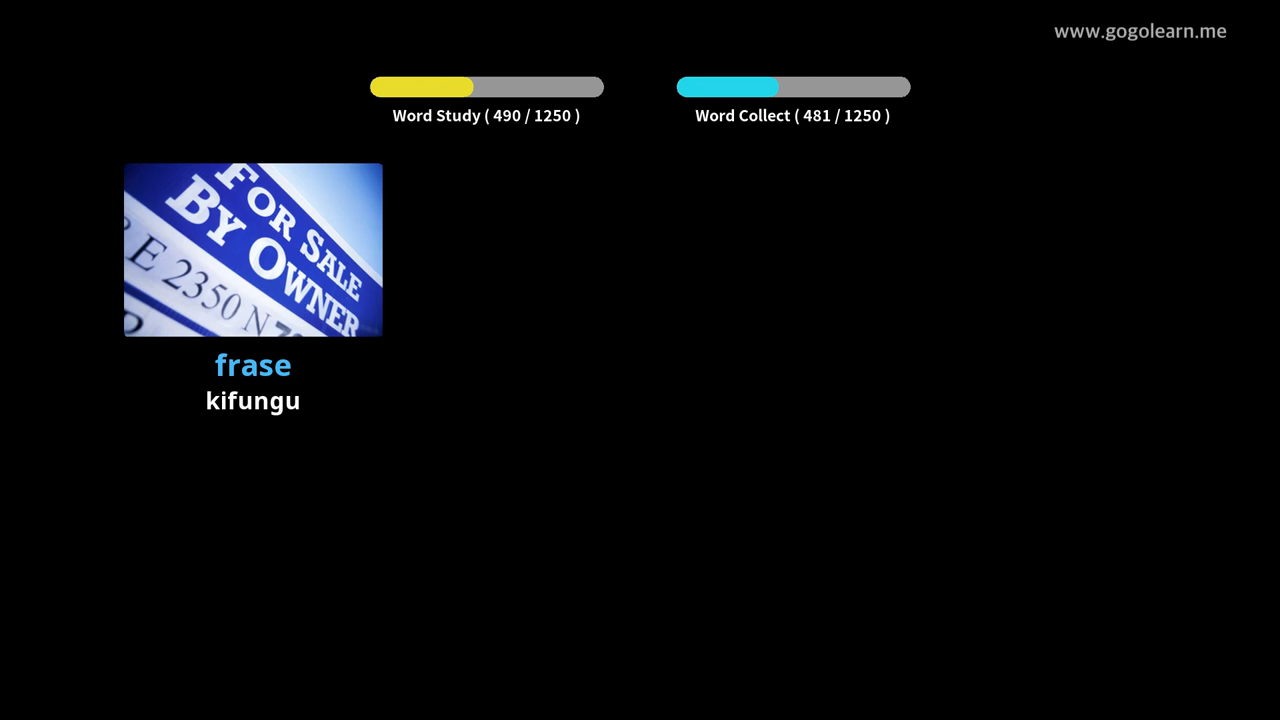 www.gogolearn.me
Word Study ( 490 / 1250 )
Word Collect ( 481 / 1250 )
FOR SALE
BY OWNER
E 2350 N
frase
kifungu